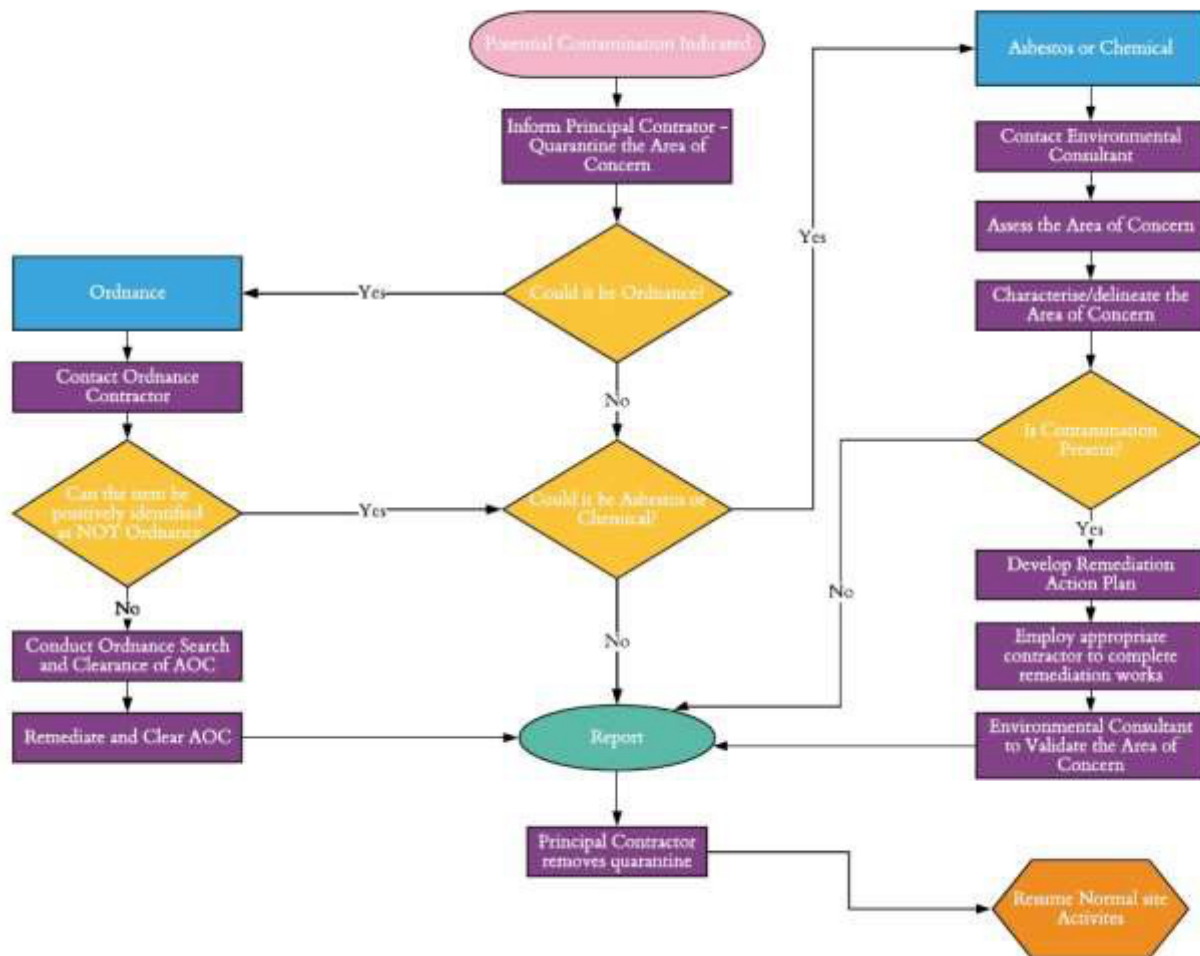 Potential Contamination Indicated
Inform Principal Contrator -
Quarantine the Area of
Concern
Could it be Ordnance?
Yes
No
Ordnance
Contact Ordnance
Contractor
Can the item be
positively identified
as NOT Ordnance
Yes
No
Conduct Ordnance Search
and Clearance of AOC
Remediate and Clear AOC
Could it be Asbestos or
Chemical?
Yes
No
Asbestos or Chemical
Contact Environmental
Consultant
Assess the Area of Concern
Characterise/delineate the
Area of Concern
Is Contamination
Present?
No
Yes
Develop Remediation
Action Plan
Employ appropriate
contractor to complete
remediation works
Environmental Consultant
to Validate the Area of
Concern
Report
Principal Contractor
removes quarantine
Resume Normal site
Activites